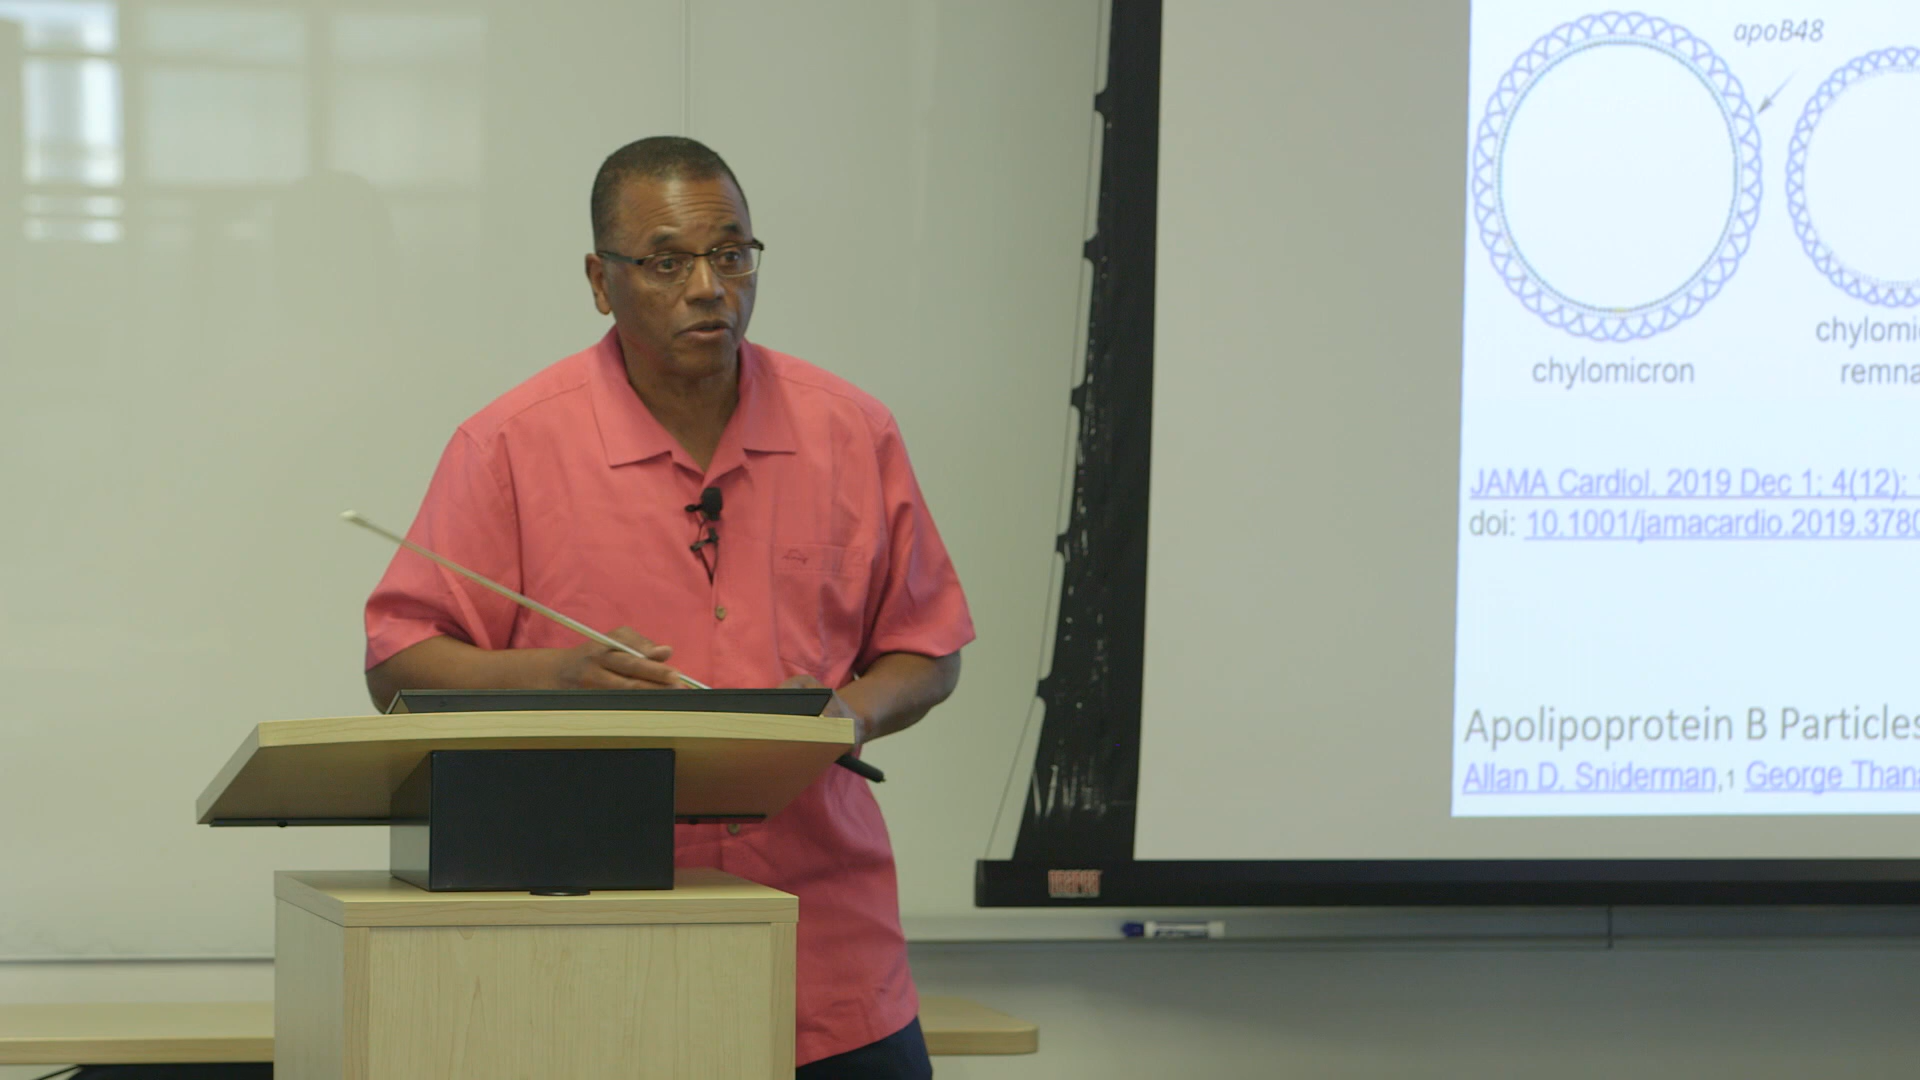 apoB48
chylomicron
chylomi
remna
JAMA Cardiol. 2019 Dec 1; 4(12):
doi: 10.1001/jamacardio.2019.3780
Apolipoprotein B Particles
Allan D. Sniderman,1 George Thana